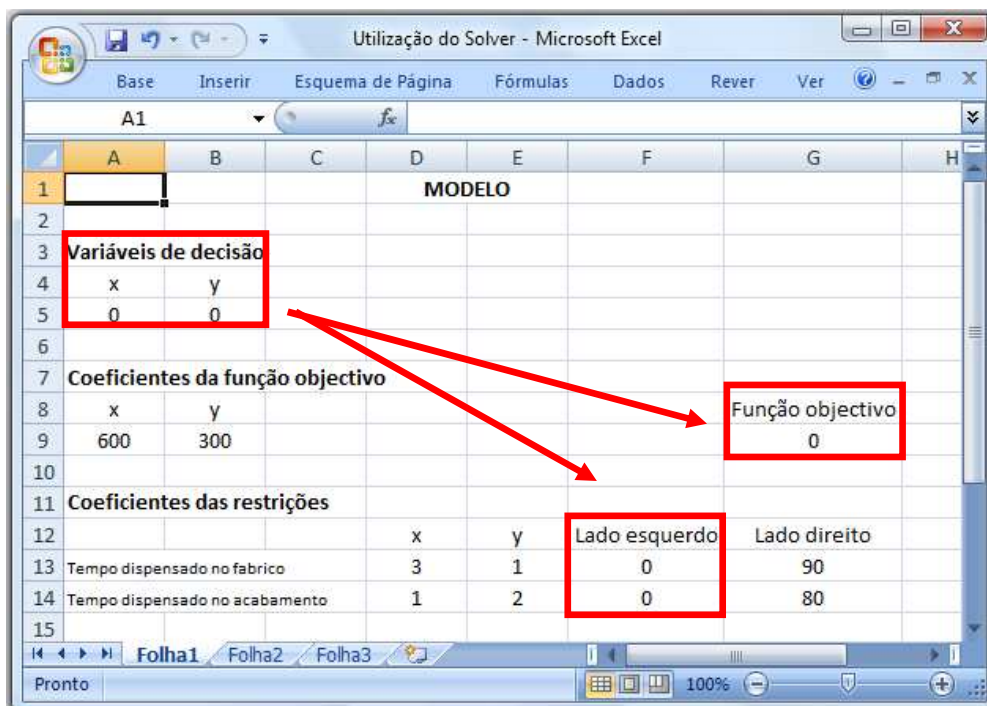 Utilização do Solver - Microsoft Excel
Base Inserir Esquema de Página Fórmulas Dados Rever Ver
A1 fx
A B C D E F G H
1 MODELO
2
3 Variáveis de decisão
4 x y
5 0 0
6
7 Coeficientes da função objectivo
8 x y Função objectivo
9 600 300 0
10
11 Coeficientes das restrições
12 x y Lado esquerdo Lado direito
13 Tempo dispensado no fabrico 3 1 0 90
14 Tempo dispensado no acabamento 1 2 0 80
15
Folha1 Folha2 Folha3
Pronto 100%